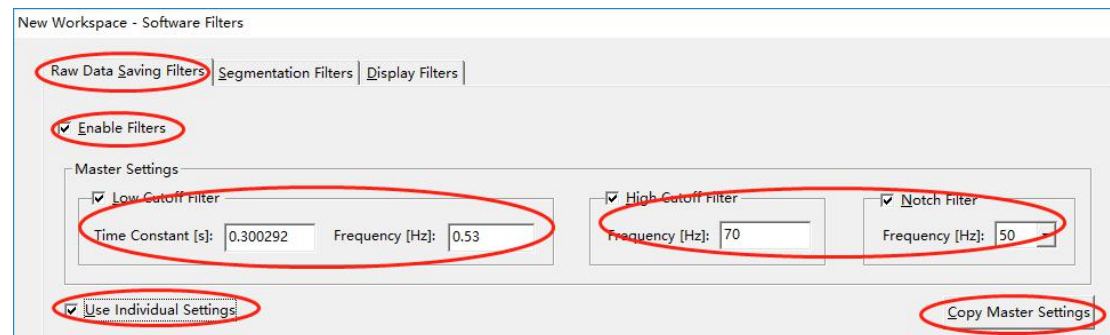 New Workspace - Software Filters
Raw Data Saving Filters Segmentation Filters Display Filters
Enable Filters
Master Settings
Low Cutoff Filter High Cutoff Filter Notch Filter
Time Constant [s]: 0.300292 Frequency [Hz]: 0.53 Frequency [Hz]: 70 Frequency [Hz]: 50
Use Individual Settings Copy Master Settings